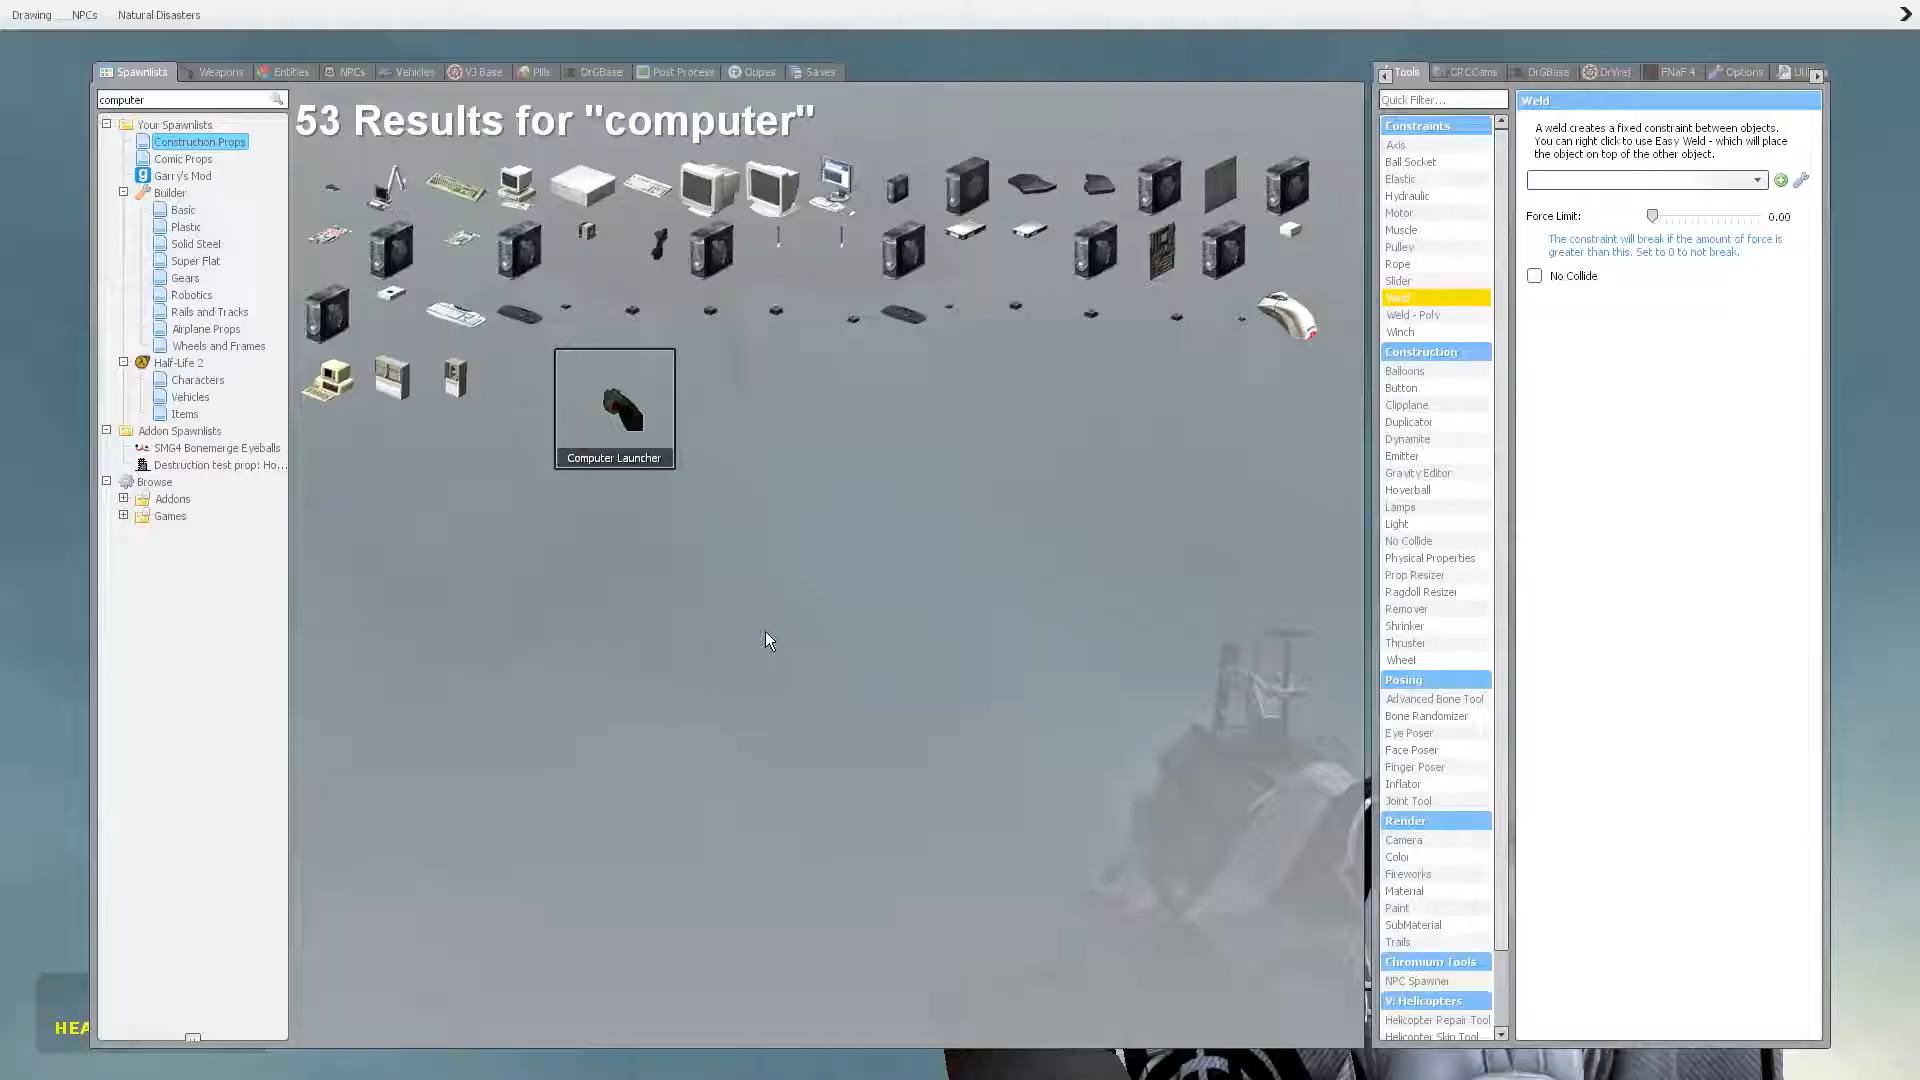 Drawing NPCs Natural Disasters
Spawnlists Weapons Entities NPCs Vehicles VJ Base Pills DrGBase Post Process Dupes Saves
computer
53 Results for "computer"
Your Spawnlists
Construction Props
Comic Props
Garry's Mod
Builder
Basic
Plastic
Solid Steel
Super Flat
Gears
Robotics
Rails and Tracks
Airplane Props
Wheels and Frames
Half-Life 2
Characters
Vehicles
Items
Addon Spawnlists
SMG4 Bonemerge Eyeballs
Destruction test prop: Ho...
Browse
Addons
Games
Computer Launcher
HEA
Tools CRCCams DrGBase DrVrej FNaF 4 Options Utili
Quick Filter...
Constraints
Axis
Ball Socket
Elastic
Hydraulic
Motor
Muscle
Pulley
Rope
Slider
Weld
Weld - Poly
Winch
Construction
Balloons
Button
Clipplane
Duplicator
Dynamite
Emitter
Gravity Editor
Hoverball
Lamps
Light
No Collide
Physical Properties
Prop Resizer
Ragdoll Resizer
Remover
Shrinker
Thruster
Wheel
Posing
Advanced Bone Tool
Bone Randomizer
Eye Poser
Face Poser
Finger Poser
Inflator
Joint Tool
Render
Camera
Color
Fireworks
Material
Paint
SubMaterial
Trails
Chromium Tools
NPC Spawner
V: Helicopters
Helicopter Repair Tool
Helicopter Skin Tool
Weld
A weld creates a fixed constraint between objects.
You can right click to use Easy Weld - which will place
the object on top of the other object.
Force Limit: 0.00
The constraint will break if the amount of force is
greater than this. Set to 0 to not break.
No Collide